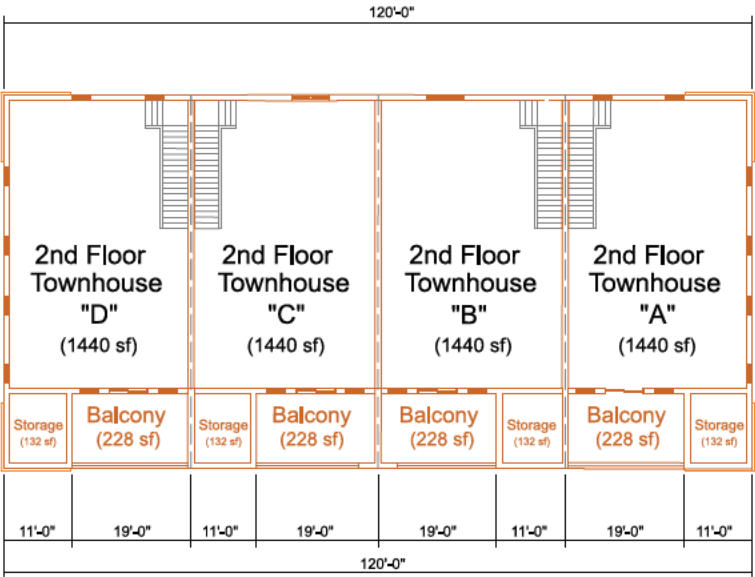 120'-0"
2nd Floor
Townhouse
"D"
(1440 sf)
2nd Floor
Townhouse
"C"
(1440 sf)
2nd Floor
Townhouse
"B"
(1440 sf)
2nd Floor
Townhouse
"A"
(1440 sf)
Storage
(132 sf)
Balcony
(228 sf)
Storage
(132 sf)
Balcony
(228 sf)
Balcony
(228 sf)
Storage
(132 sf)
Balcony
(228 sf)
Storage
(132 sf)
11'-0" 19'-0" 11'-0" 19'-0" 19'-0" 11'-0" 19'-0" 11'-0"
120'-0"